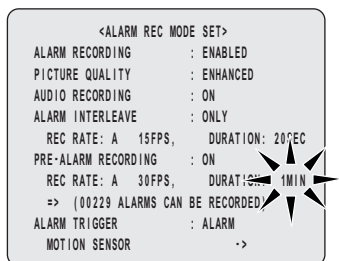 <ALARM REC MODE SET>
ALARM RECORDING : ENABLED
PICTURE QUALITY : ENHANCED
AUDIO RECORDING : ON
ALARM INTERLEAVE : ONLY
REC RATE: A 15FPS, DURATION: 20SEC
PRE-ALARM RECORDING : ON
REC RATE: A 30FPS, DURATION: 1MIN
=> (00229 ALARMS CAN BE RECORDED)
ALARM TRIGGER : ALARM
MOTION SENSOR ->